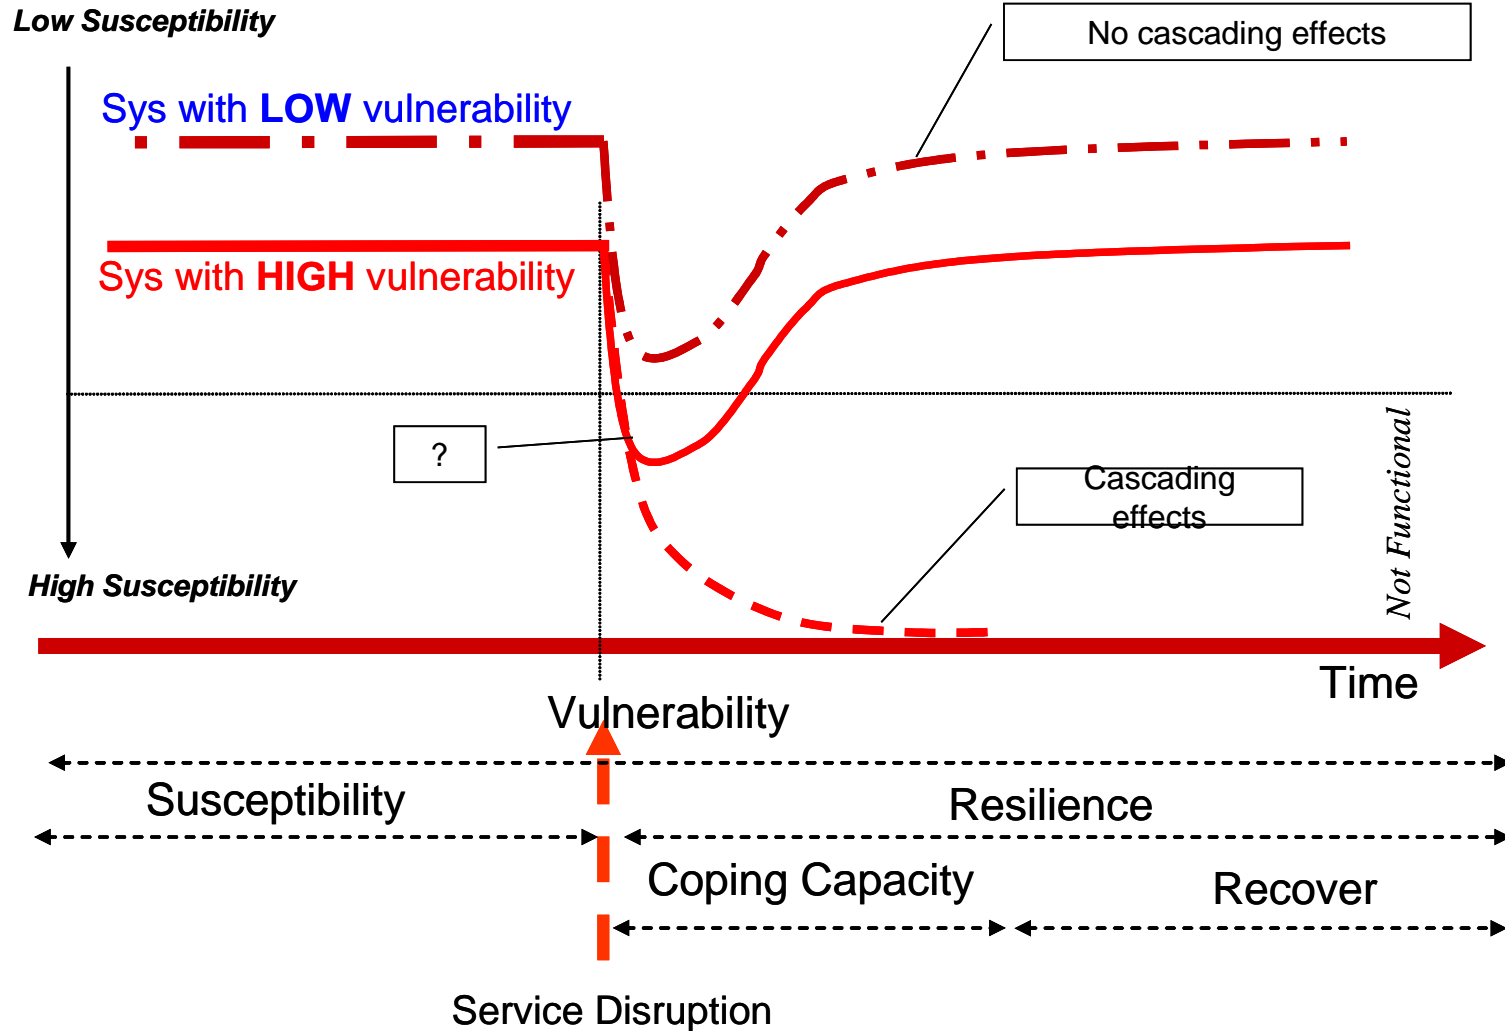 Low Susceptibility
No cascading effects
Sys with LOW vulnerability
Sys with HIGH vulnerability
?
Cascading
effects
Not Functional
High Susceptibility
Time
Vulnerability
Susceptibility
Resilience
Coping Capacity
Recover
Service Disruption